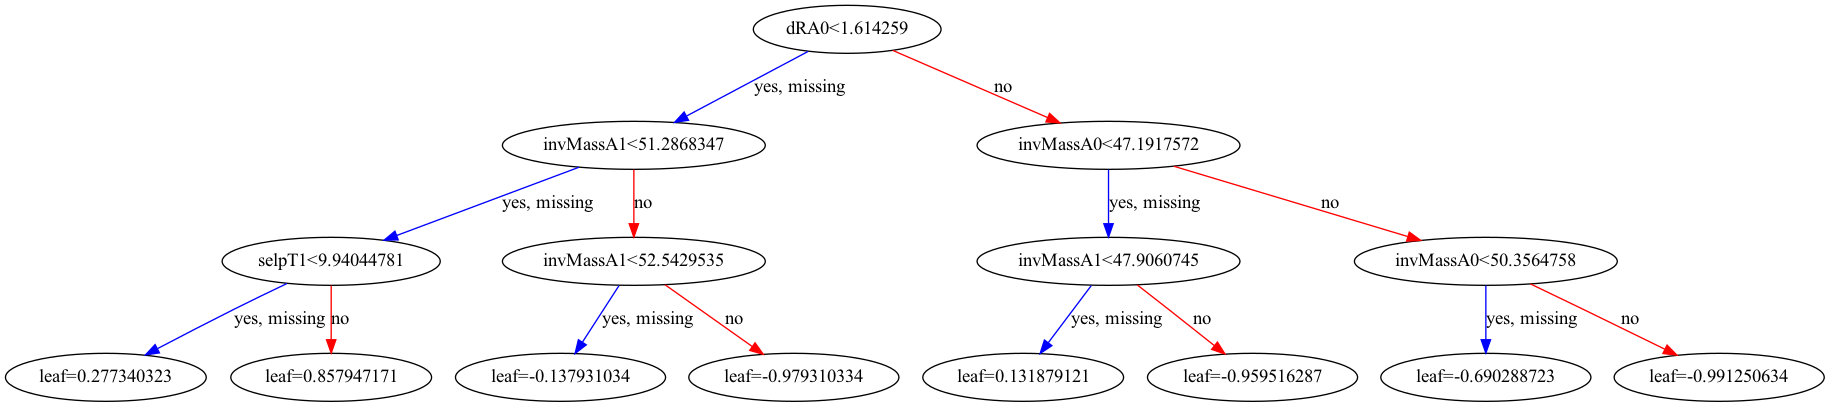 dRA0<1.614259
yes, missing
no
invMassA1<51.2868347
invMassA0<47.1917572
yes, missing
no
yes, missing
no
selpT1<9.94044781
invMassA1<52.5429535
invMassA1<47.9060745
invMassA0<50.3564758
yes, missing
no
yes, missing
no
yes, missing
no
yes, missing
no
leaf=0.277340323
leaf=0.857947171
leaf=-0.137931034
leaf=-0.979310334
leaf=0.131879121
leaf=-0.959516287
leaf=-0.690288723
leaf=-0.991250634